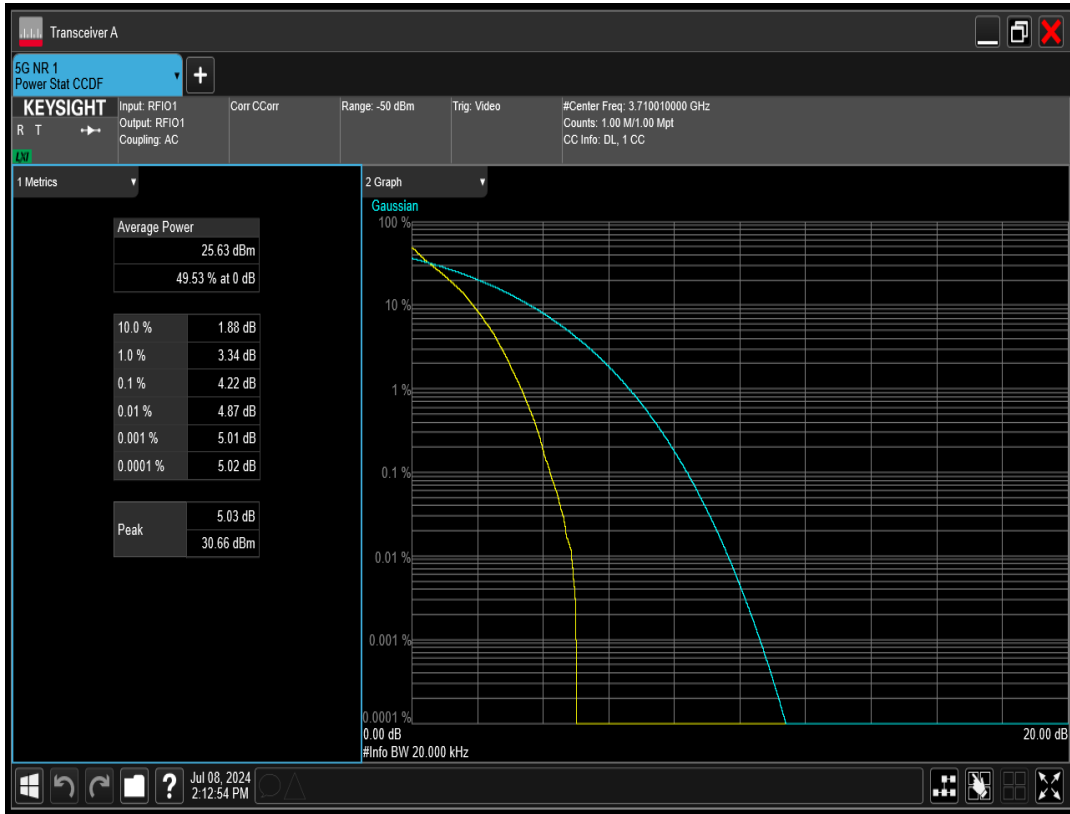 Transceiver A
5G NR 1
Power Stat CCDF
+
KEYSIGHT
R T
LXI
Input: RFIO1
Output: RFIO1
Coupling: AC
Corr CCorr
Range: -50 dBm
Trig: Video
#Center Freq: 3.710010000 GHz
Counts: 1.00 M/1.00 Mpt
CC Info: DL, 1 CC
1 Metrics
Average Power
25.63 dBm
49.53 % at 0 dB
10.0 % 1.88 dB
1.0 % 3.34 dB
0.1 % 4.22 dB
0.01 % 4.87 dB
0.001 % 5.01 dB
0.0001 % 5.02 dB
Peak
5.03 dB
30.66 dBm
2 Graph
Gaussian
100 %
10 %
1 %
0.1 %
0.01 %
0.001 %
0.0001 %
0.00 dB 20.00 dB
#Info BW 20.000 kHz
?
Jul 08, 2024
2:12:54 PM